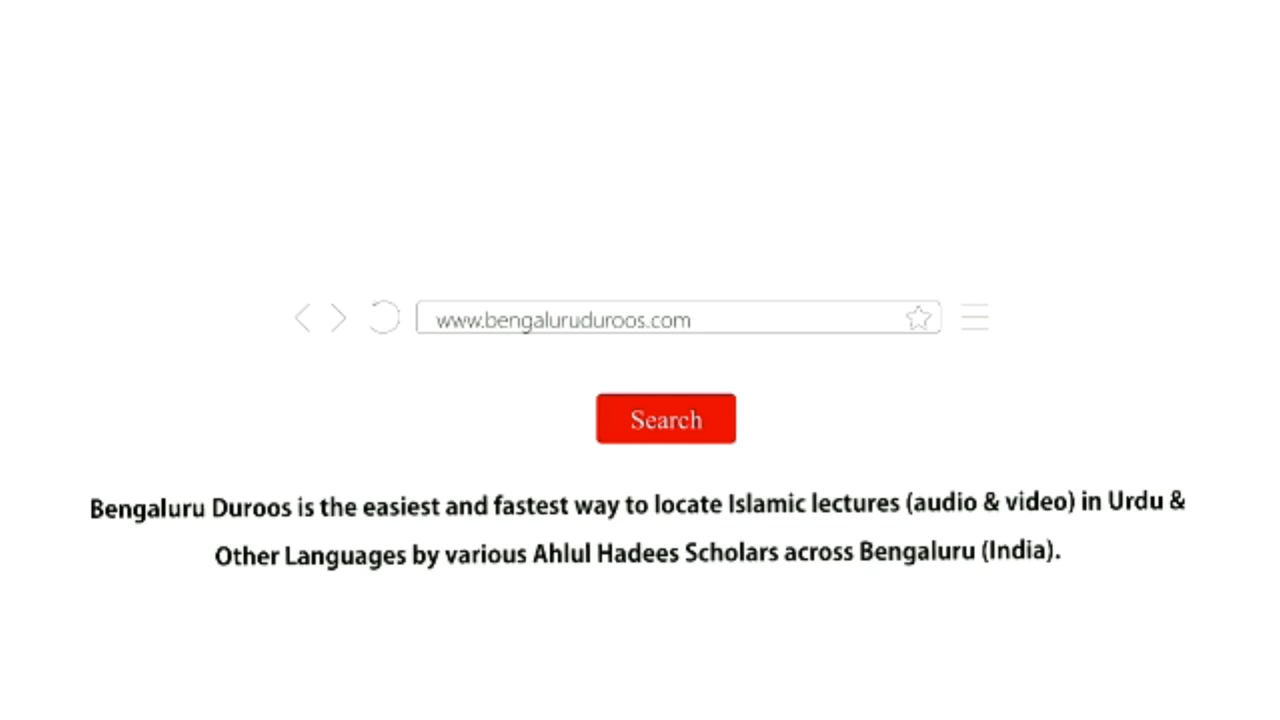 www.bengaluruduroos.com
Search
Bengaluru Duroos is the easiest and fastest way to locate Islamic lectures (audio & video) in Urdu &
Other Languages by various Ahlul Hadees Scholars across Bengaluru (India).